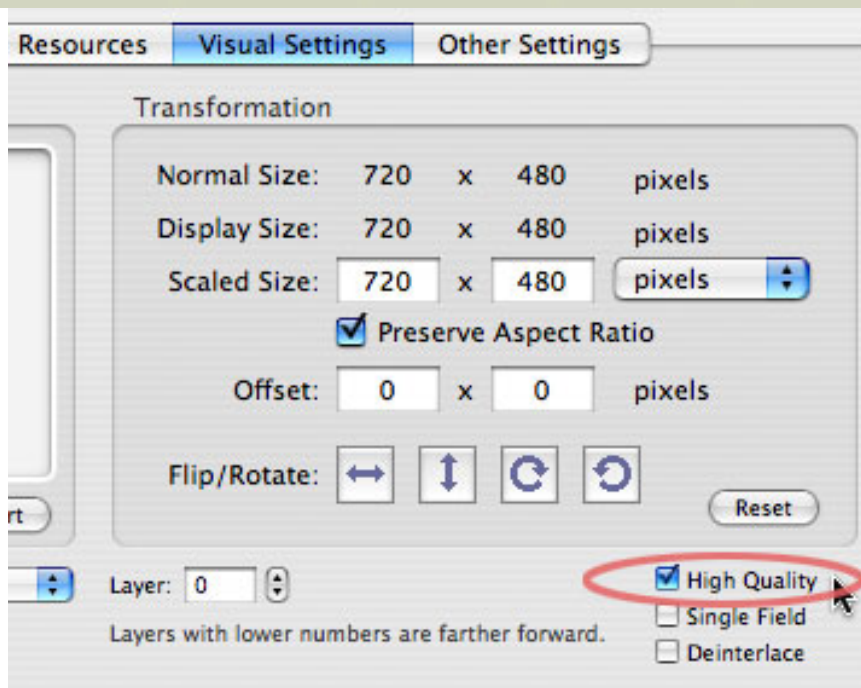 Resources Visual Settings Other Settings
Transformation
Normal Size: 720 x 480 pixels
Display Size: 720 x 480 pixels
Scaled Size: 720 x 480 pixels
Preserve Aspect Ratio
Offset: 0 x 0 pixels
Flip/Rotate:
Reset
Layer: 0
High Quality
Single Field
Layers with lower numbers are farther forward.
Deinterlace